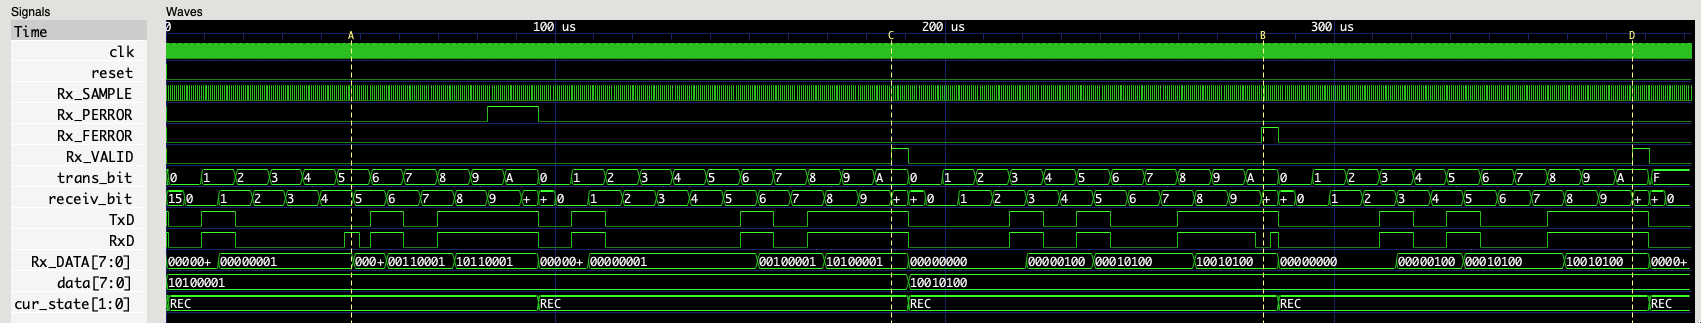 Signals Waves
Time 0 100 us 200 us 300 us
A C B D
clk
reset
Rx_SAMPLE
Rx_PERROR
Rx_FERROR
Rx_VALID
trans_bit 0 1 2 3 4 5 6 7 8 9 A 0 1 2 3 4 5 6 7 8 9 A 0 1 2 3 4 5 6 7 8 9 A 0 1 2 3 4 5 6 7 8 9 A F
receiv_bit 15 0 1 2 3 4 5 6 7 8 9 + + 0 1 2 3 4 5 6 7 8 9 + + 0 1 2 3 4 5 6 7 8 9 + + 0 1 2 3 4 5 6 7 8 9 + + 0
TxD
RxD
Rx_DATA[7:0] 00000+ 00000001 000+ 00110001 10110001 00000+ 00000001 00100001 10100001 00000000 00000100 00010100 10010100 00000000 00000100 00010100 10010100 0000+
data[7:0] 10100001 10010100
cur_state[1:0] REC REC REC REC REC